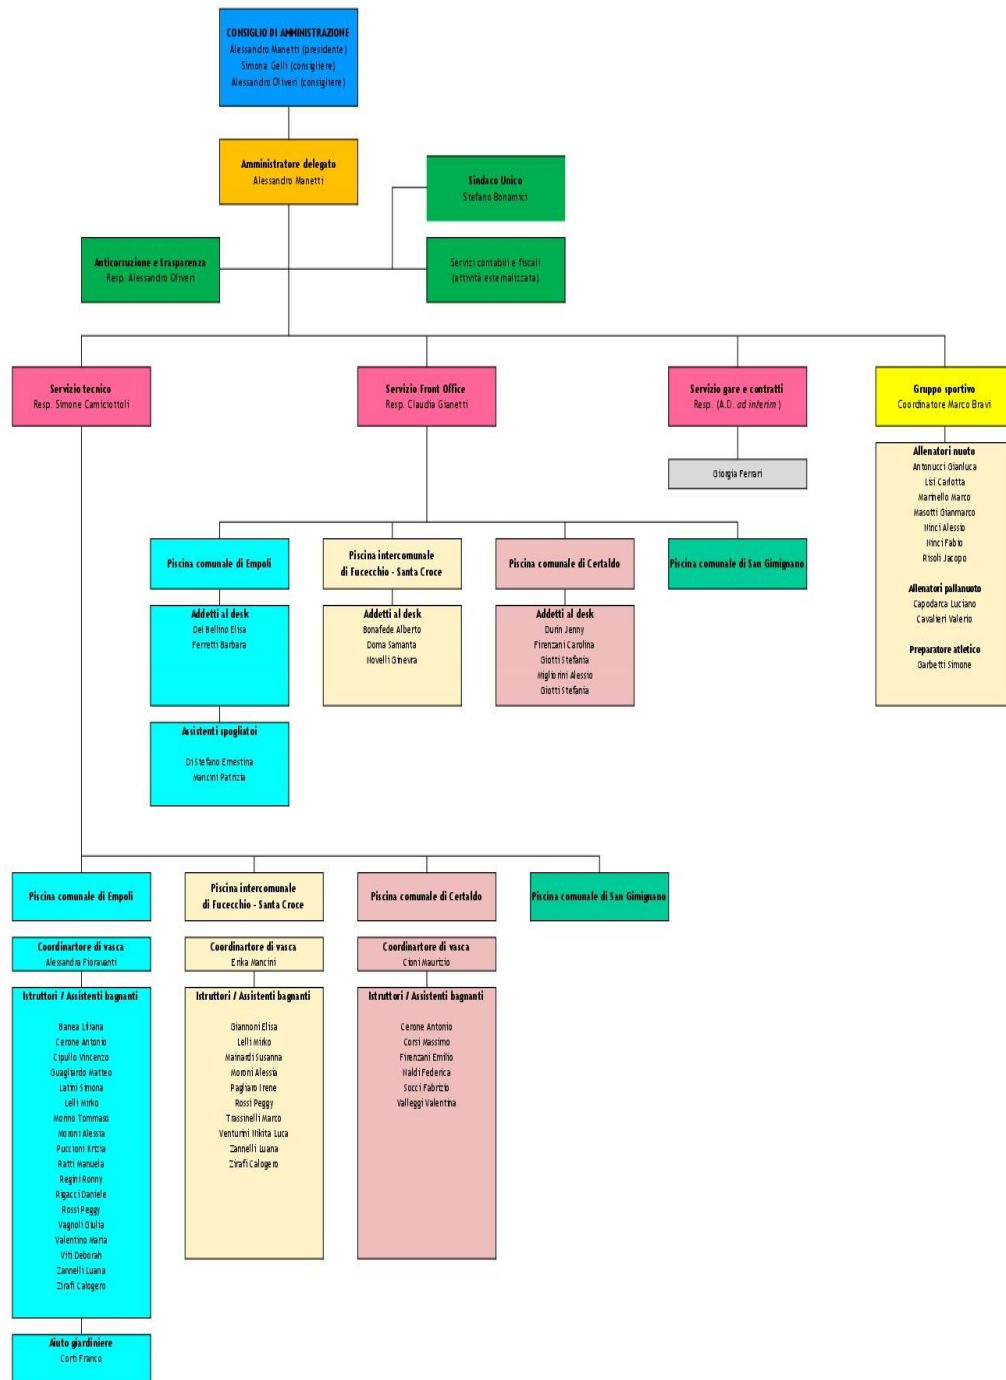 CONSIGLIO DI AMMINISTRAZIONE
Alessandro Manetti (presidente)
Simona Gelli (consigliere)
Alessandro Oliveri (consigliere)
Amministratore delegato
Alessandro Manetti
Sindaco Unico
Stefano Bonamici
Anticorruzione e trasparenza
Resp. Alessandro Oliveri
Servizi contabili e fiscali
(attività esternalizzata)
Servizio tecnico
Resp. Simone Camiciottoli
Servizio Front Office
Resp. Claudia Gianetti
Servizio gare e contratti
Resp. (A.D. ad interim)
Gruppo sportivo
Coordinatore Marco Bravi
Giorgia Ferrari
Allenatori nuoto
Antonucci Gianluca
Lisi Carlotta
Marinello Marco
Masotti Gianmarco
Ninci Alessio
Ninci Fabio
Risoli Jacopo
Allenatori pallanuoto
Capodarca Luciano
Cavalieri Valerio
Preparatore atletico
Garbetti Simone
Piscina comunale di Empoli
Piscina intercomunale
di Fucecchio - Santa Croce
Piscina comunale di Certaldo
Piscina comunale di San Gimignano
Addetti al desk
Del Bellino Elisa
Ferretti Barbara
Addetti al desk
Bonafede Alberto
Doma Samanta
Novelli Ginevra
Addetti al desk
Durin Jenny
Firenzani Carolina
Giotti Stefania
Migliorini Alessio
Giotti Stefania
Assistenti spogliatoi
Di Stefano Ernestina
Mancini Patrizia
Piscina comunale di Empoli
Piscina intercomunale
di Fucecchio - Santa Croce
Piscina comunale di Certaldo
Piscina comunale di San Gimignano
Coordinartore di vasca
Alessandra Fioravanti
Coordinartore di vasca
Erika Mancini
Coordinartore di vasca
Cioni Maurizio
Istruttori / Assistenti bagnanti
Banea Liliana
Cerone Antonio
Cipullo Vincenzo
Guagliardo Matteo
Latini Simona
Lelli Mirko
Morino Tommaso
Moroni Alessia
Puccioni Krizia
Ratti Manuela
Regini Ronny
Rigacci Daniele
Rossi Peggy
Vagnoli Giulia
Valentino Maria
Viti Deborah
Zannelli Luana
Zirafi Calogero
Istruttori / Assistenti bagnanti
Giannoni Elisa
Lelli Mirko
Mainardi Susanna
Moroni Alessia
Pagliaro Irene
Rossi Peggy
Trassinelli Marco
Venturini Nikita Luca
Zannelli Luana
Zirafi Calogero
Istruttori / Assistenti bagnanti
Cerone Antonio
Corsi Massimo
Firenzani Emilio
Naldi Federica
Socci Fabrizio
Valleggi Valentina
Aiuto giardiniere
Corti Franco